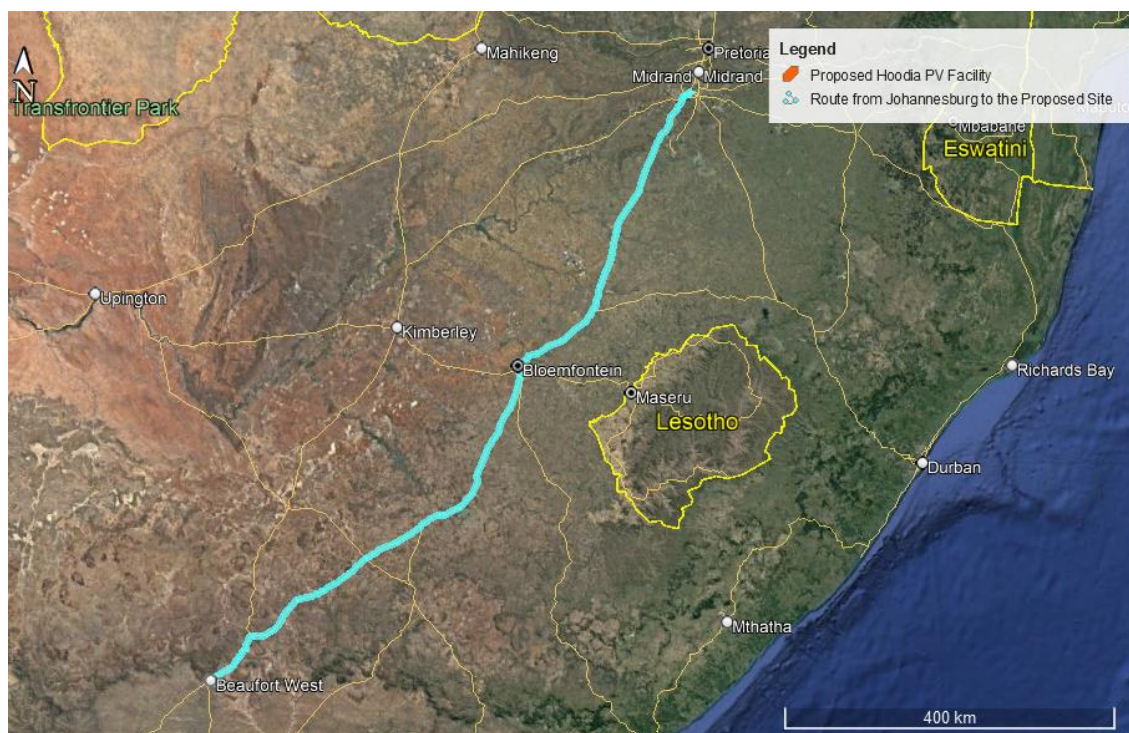 N
Transfrontier Park
Mahikeng
Pretoria
Midrand
Midrand
Legend
Proposed Hoodia PV Facility
Route from Johannesburg to the Proposed Site
Mbabane
Eswatini
Upington
Kimberley
Bloemfontein
Maseru
Lesotho
Richards Bay
Durban
Mthatha
Beaufort West
400 km